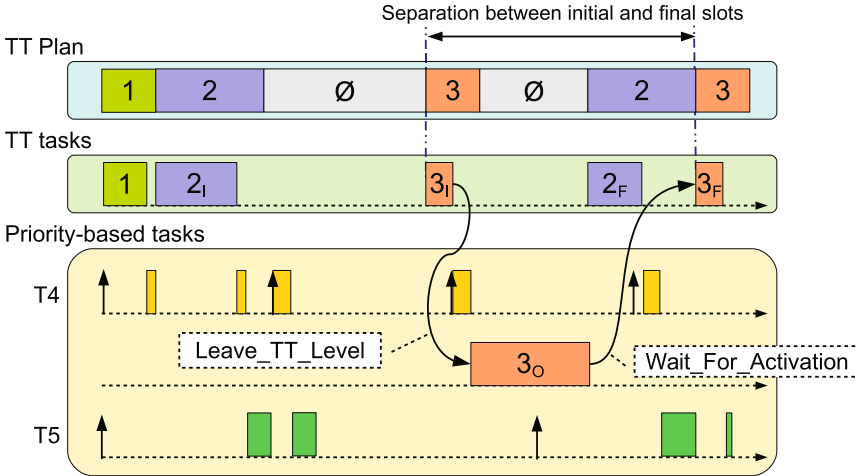 Separation between initial and final slots
TT Plan
1 2 Ø 3 Ø 2 3
TT tasks
1 2I 3I 2F 3F
Priority-based tasks
T4
Leave_TT_Level
3O
Wait_For_Activation
T5